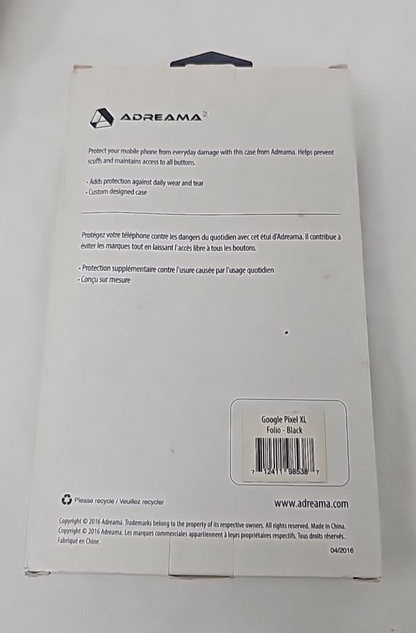 ADREAMA
Protect your mobile phone from everyday damage with this case from Adreama. Helps prevent
scuffs and maintains access to all buttons.
- Adds protection against daily wear and tear
- Custom designed case
Protégez votre téléphone contre les dangers du quotidien avec cet étui d'Adreama. Il contribue à
éviter les marques tout en laissant l'accès libre à tous les boutons.
- Protection supplémentaire contre l'usure causée par l'usage quotidien
- Conçu sur mesure
Google Pixel XL
Folio - Black
7 12411 98538 7
Please recycle / Veuillez recycler
www.adreama.com
Copyright © 2016 Adreama. Trademarks belong to the property of its respective owners. All rights reserved. Made in China.
Copyright © 2016 Adreama. Les marques commerciales appartiennent à leurs propriétaires respectifs. Tous droits réservés.
Fabriqué en Chine.
04/2016